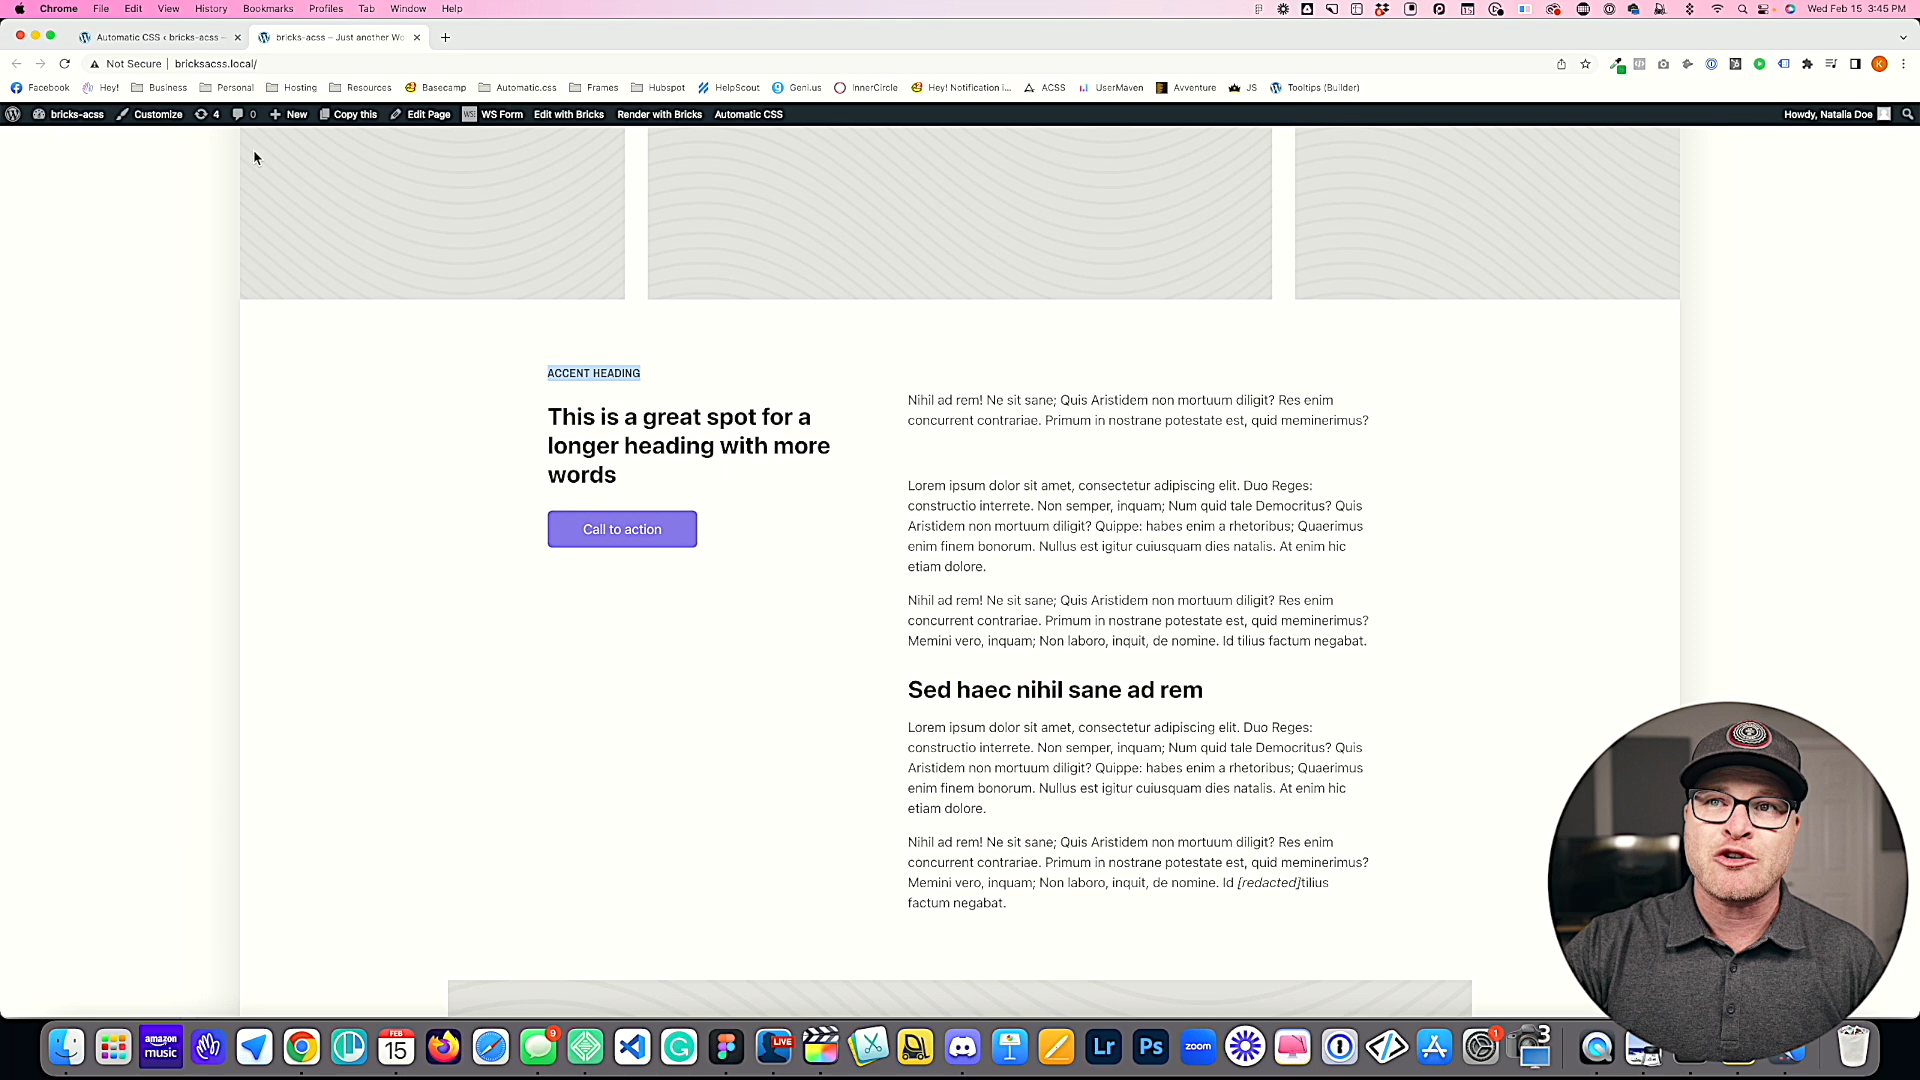 Chrome File Edit View History Bookmarks Profiles Tab Window Help Wed Feb 15 3:45 PM
Automatic CSS ‹ bricks-acss – bricks-acss – Just another Wo
Not Secure bricksacss.local/
Facebook Hey! Business Personal Hosting Resources Basecamp Automatic.css Frames Hubspot HelpScout Geni.us InnerCircle Hey! Notification i... ACSS UserMaven Avventure JS Tooltips (Builder)
bricks-acss Customize 4 0 New Copy this Edit Page WS Form Edit with Bricks Render with Bricks Automatic CSS Howdy, Natalia Doe
ACCENT HEADING
This is a great spot for a
longer heading with more
words
Call to action
Nihil ad rem! Ne sit sane; Quis Aristidem non mortuum diligit? Res enim
concurrent contrariae. Primum in nostrane potestate est, quid meminerimus?
Lorem ipsum dolor sit amet, consectetur adipiscing elit. Duo Reges:
constructio interrete. Non semper, inquam; Num quid tale Democritus? Quis
Aristidem non mortuum diligit? Quippe: habes enim a rhetoribus; Quaerimus
enim finem bonorum. Nullus est igitur cuiusquam dies natalis. At enim hic
etiam dolore.
Nihil ad rem! Ne sit sane; Quis Aristidem non mortuum diligit? Res enim
concurrent contrariae. Primum in nostrane potestate est, quid meminerimus?
Memini vero, inquam; Non laboro, inquit, de nomine. Id tilius factum negabat.
Sed haec nihil sane ad rem
Lorem ipsum dolor sit amet, consectetur adipiscing elit. Duo Reges:
constructio interrete. Non semper, inquam; Num quid tale Democritus? Quis
Aristidem non mortuum diligit? Quippe: habes enim a rhetoribus; Quaerimus
enim finem bonorum. Nullus est igitur cuiusquam dies natalis. At enim hic
etiam dolore.
Nihil ad rem! Ne sit sane; Quis Aristidem non mortuum diligit? Res enim
concurrent contrariae. Primum in nostrane potestate est, quid meminerimus?
Memini vero, inquam; Non laboro, inquit, de nomine. Id [redacted]tilius
factum negabat.
amazon music FEB 15 9 LIVE Lr Ps zoom 1 3